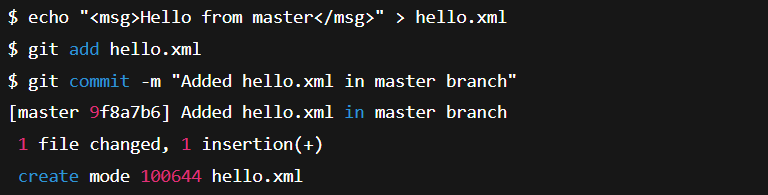 $ echo "<msg>Hello from master</msg>" > hello.xml
$ git add hello.xml
$ git commit -m "Added hello.xml in master branch"
[master 9f8a7b6] Added hello.xml in master branch
 1 file changed, 1 insertion(+)
 create mode 100644 hello.xml